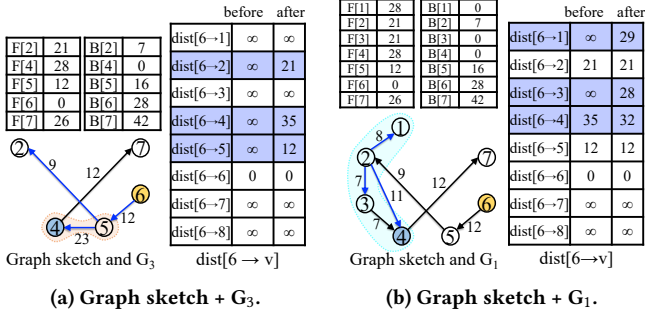 before after
F[2] 21 B[2] 7
F[4] 28 B[4] 0
F[5] 12 B[5] 16
F[6] 0 B[6] 28
F[7] 26 B[7] 42
dist[6→1] ∞ ∞
dist[6→2] ∞ 21
dist[6→3] ∞ ∞
dist[6→4] ∞ 35
dist[6→5] ∞ 12
dist[6→6] 0 0
dist[6→7] ∞ ∞
dist[6→8] ∞ ∞
2 7
9 12
6
12
4 5
23
Graph sketch and G3
dist[6 → v]
(a) Graph sketch + G3.
before after
F[1] 28 B[1] 0
F[2] 21 B[2] 7
F[3] 21 B[3] 0
F[4] 28 B[4] 0
F[5] 12 B[5] 16
F[6] 0 B[6] 28
F[7] 26 B[7] 42
dist[6→1] ∞ 29
dist[6→2] 21 21
dist[6→3] ∞ 28
dist[6→4] 35 32
dist[6→5] 12 12
dist[6→6] 0 0
dist[6→7] ∞ ∞
dist[6→8] ∞ ∞
1
8
2 7
7 11 9 12
3 6
7 12
4 5
Graph sketch and G1
dist[6→v]
(b) Graph sketch + G1.